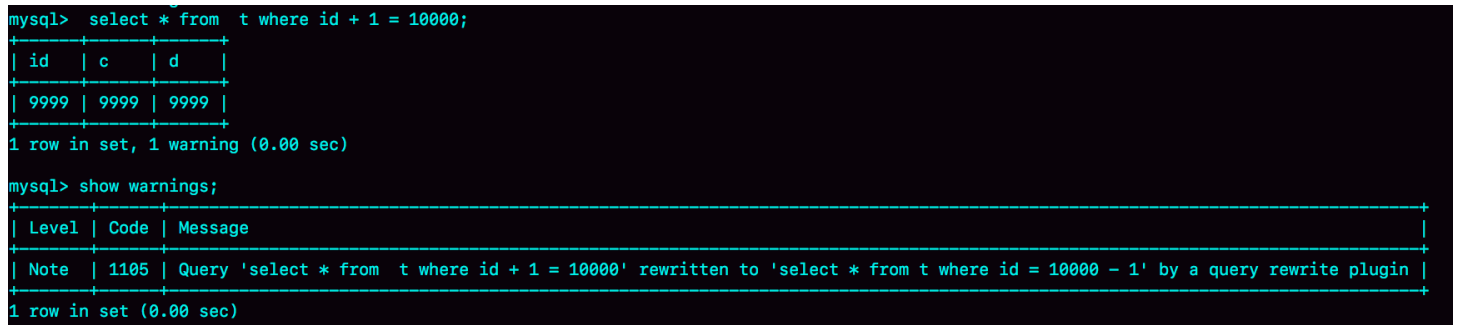 mysql>  select * from  t where id + 1 = 10000;
+------+------+------+
| id   | c    | d    |
+------+------+------+
| 9999 | 9999 | 9999 |
+------+------+------+
1 row in set, 1 warning (0.00 sec)
mysql> show warnings;
+-------+------+--------------------------------------------------------------------------------------------------------------------------+
| Level | Code | Message                                                                                                                  |
+-------+------+--------------------------------------------------------------------------------------------------------------------------+
| Note  | 1105 | Query 'select * from  t where id + 1 = 10000' rewritten to 'select * from t where id = 10000 - 1' by a query rewrite plugin |
+-------+------+--------------------------------------------------------------------------------------------------------------------------+
1 row in set (0.00 sec)